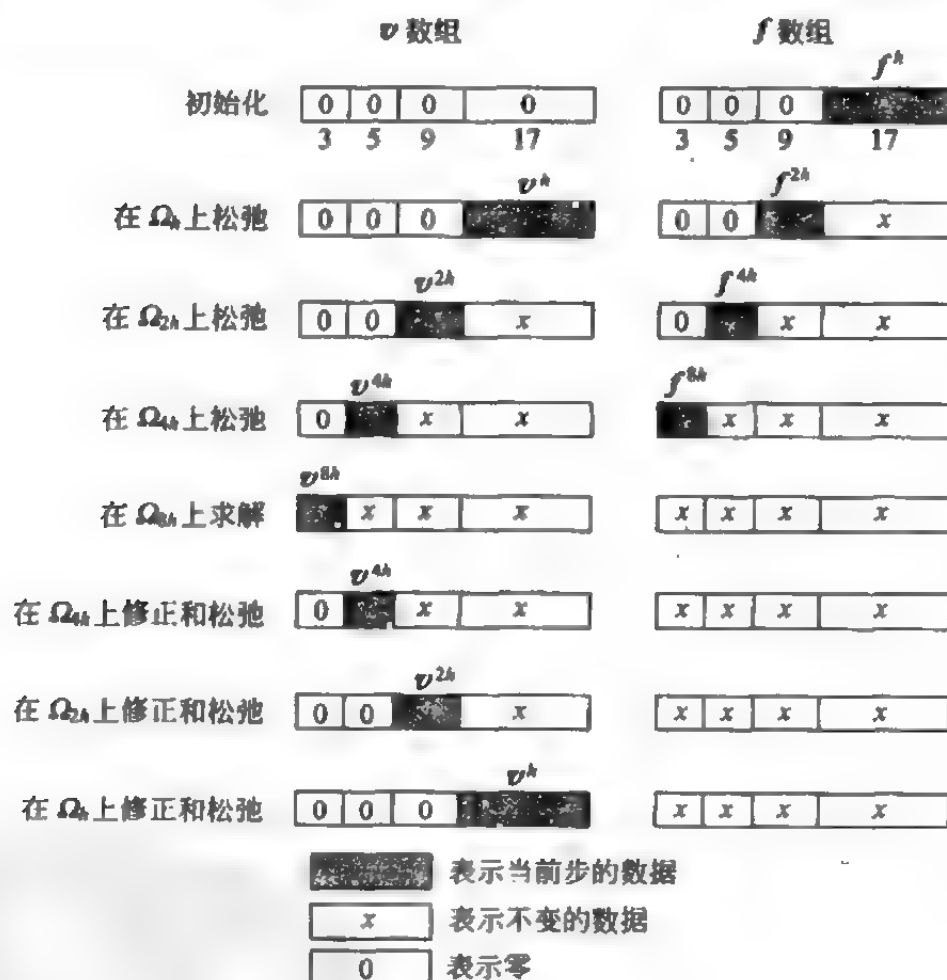 v 数组 f 数组
f^h
初始化 0 0 0 0 0 0 0
3 5 9 17 3 5 9 17
v^h f^{2h}
在 Ω_h 上松弛 0 0 0 0 0 x
v^{2h} f^{4h}
在 Ω_{2h} 上松弛 0 0 x 0 x x
v^{4h} f^{8h}
在 Ω_{4h} 上松弛 0 x x x x x
v^{8h}
在 Ω_{8h} 上求解 x x x x x x x
v^{4h}
在 Ω_{4h} 上修正和松弛 0 x x x x x x
v^{2h}
在 Ω_{2h} 上修正和松弛 0 0 x x x x x
v^h
在 Ω_h 上修正和松弛 0 0 0 x x x x
表示当前步的数据
x 表示不变的数据
0 表示零